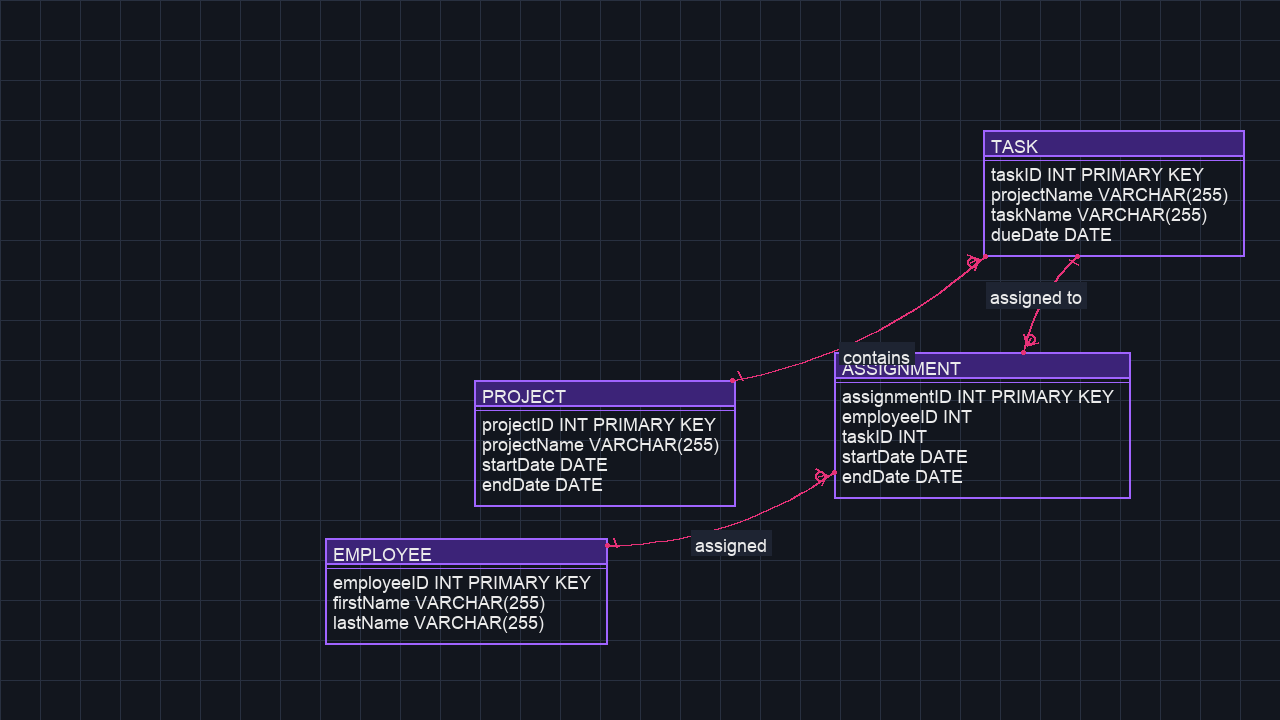 TASK
taskID INT PRIMARY KEY
projectName VARCHAR(255)
taskName VARCHAR(255)
dueDate DATE
assigned to
contains
ASSIGNMENT
assignmentID INT PRIMARY KEY
employeeID INT
taskID INT
startDate DATE
endDate DATE
PROJECT
projectID INT PRIMARY KEY
projectName VARCHAR(255)
startDate DATE
endDate DATE
assigned
EMPLOYEE
employeeID INT PRIMARY KEY
firstName VARCHAR(255)
lastName VARCHAR(255)